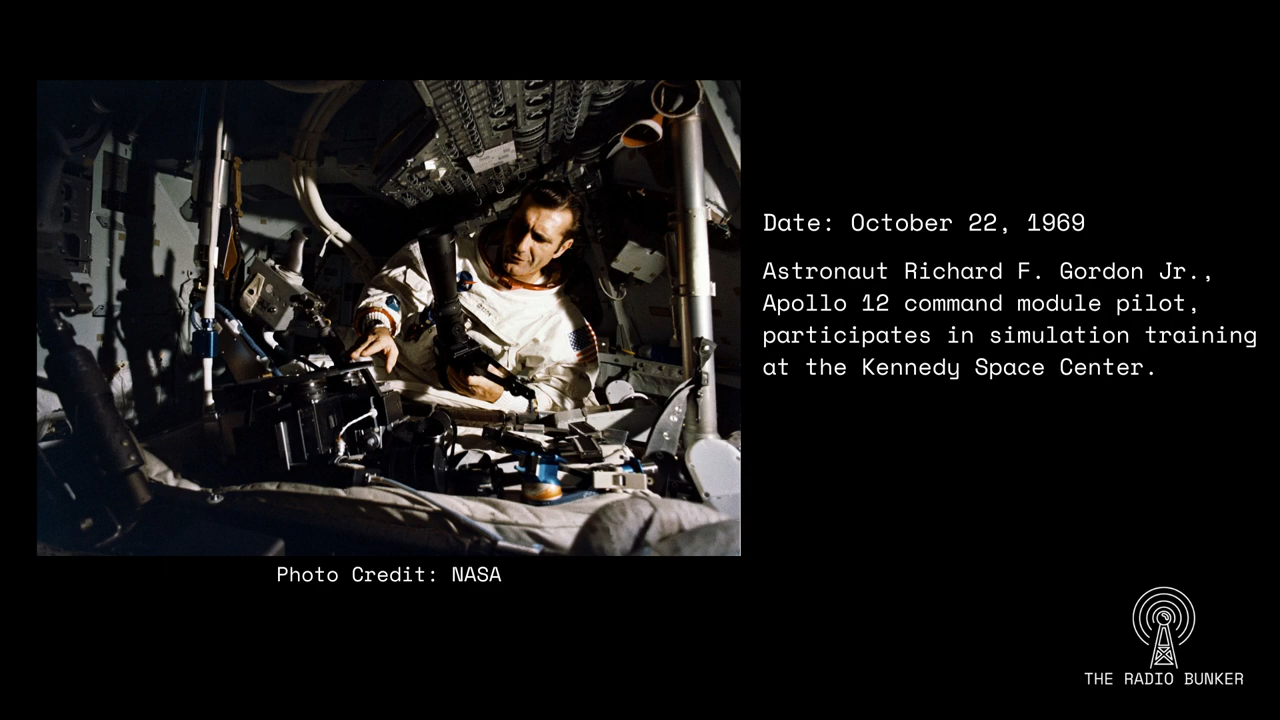 Date: October 22, 1969
Astronaut Richard F. Gordon Jr.,
Apollo 12 command module pilot,
participates in simulation training
at the Kennedy Space Center.
Photo Credit: NASA
THE RADIO BUNKER